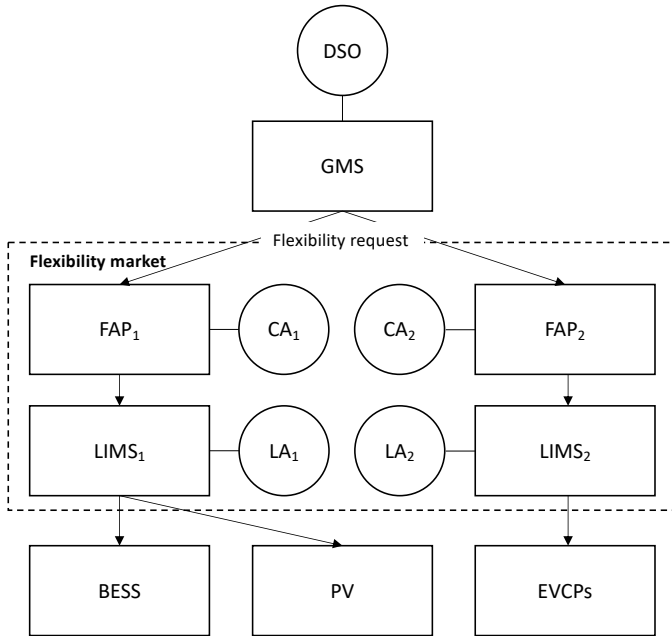 DSO
GMS
Flexibility request
Flexibility market
FAP₁
CA₁
CA₂
FAP₂
LIMS₁
LA₁
LA₂
LIMS₂
BESS
PV
EVCPs